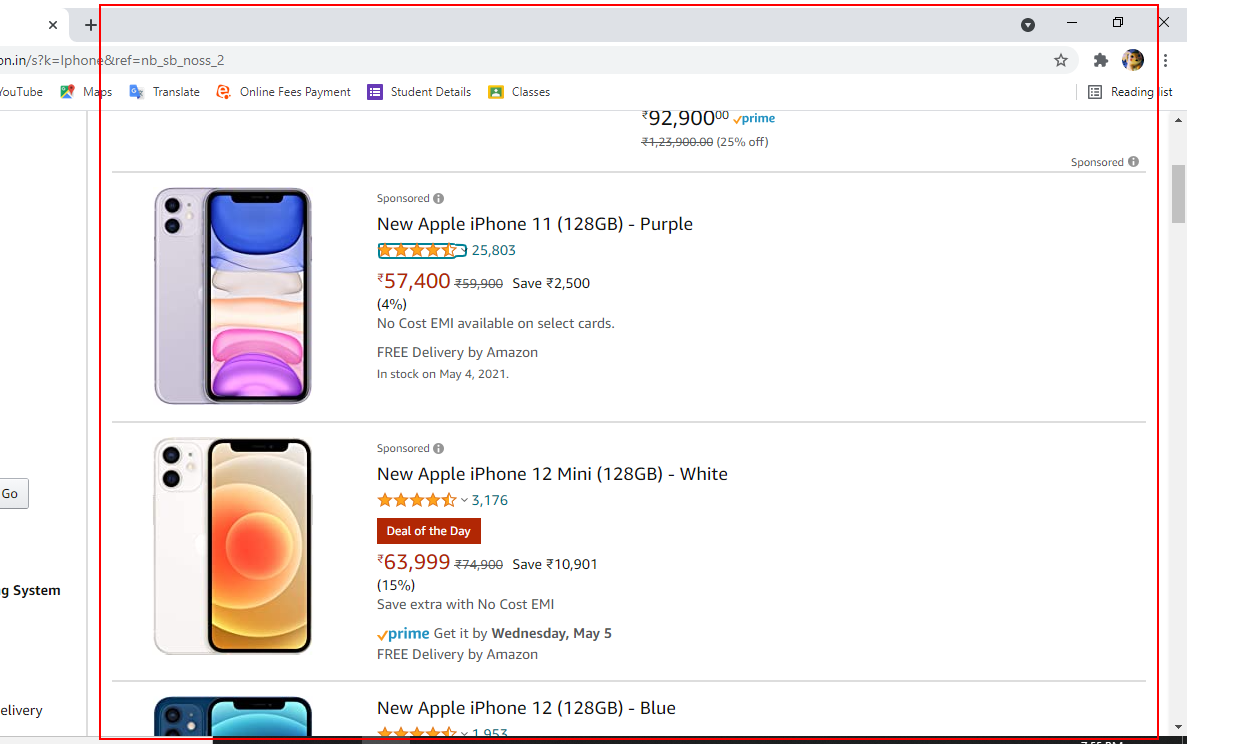 on.in/s?k=Iphone&ref=nb_sb_noss_2
YouTube Maps Translate Online Fees Payment Student Details Classes Reading list
₹92,900⁰⁰ prime
₹1,23,900.00 (25% off)
Sponsored
Sponsored
New Apple iPhone 11 (128GB) - Purple
25,803
₹57,400 ₹59,900 Save ₹2,500
(4%)
No Cost EMI available on select cards.
FREE Delivery by Amazon
In stock on May 4, 2021.
Sponsored
New Apple iPhone 12 Mini (128GB) - White
3,176
Go
Deal of the Day
₹63,999 ₹74,900 Save ₹10,901
(15%)
g System
Save extra with No Cost EMI
prime Get it by Wednesday, May 5
FREE Delivery by Amazon
New Apple iPhone 12 (128GB) - Blue
elivery
1,953
7:55 PM